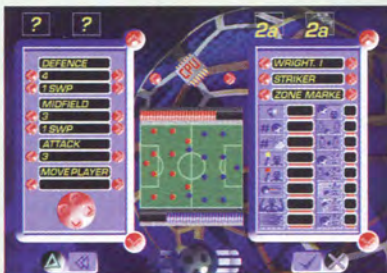 ? ?
2a 2a
CPU
DEFENCE
4
1 SWP
MIDFIELD
3
1 SWP
ATTACK
3
MOVE PLAYER
WRIGHT. I
STRIKER
ZONE MARKE